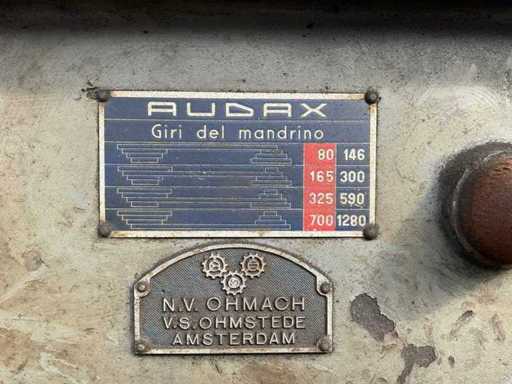 AUDAX
Giri del mandrino
80 146
165 300
325 590
700 1280
N.V. OHMACH
V.S. OHMSTEDE
AMSTERDAM